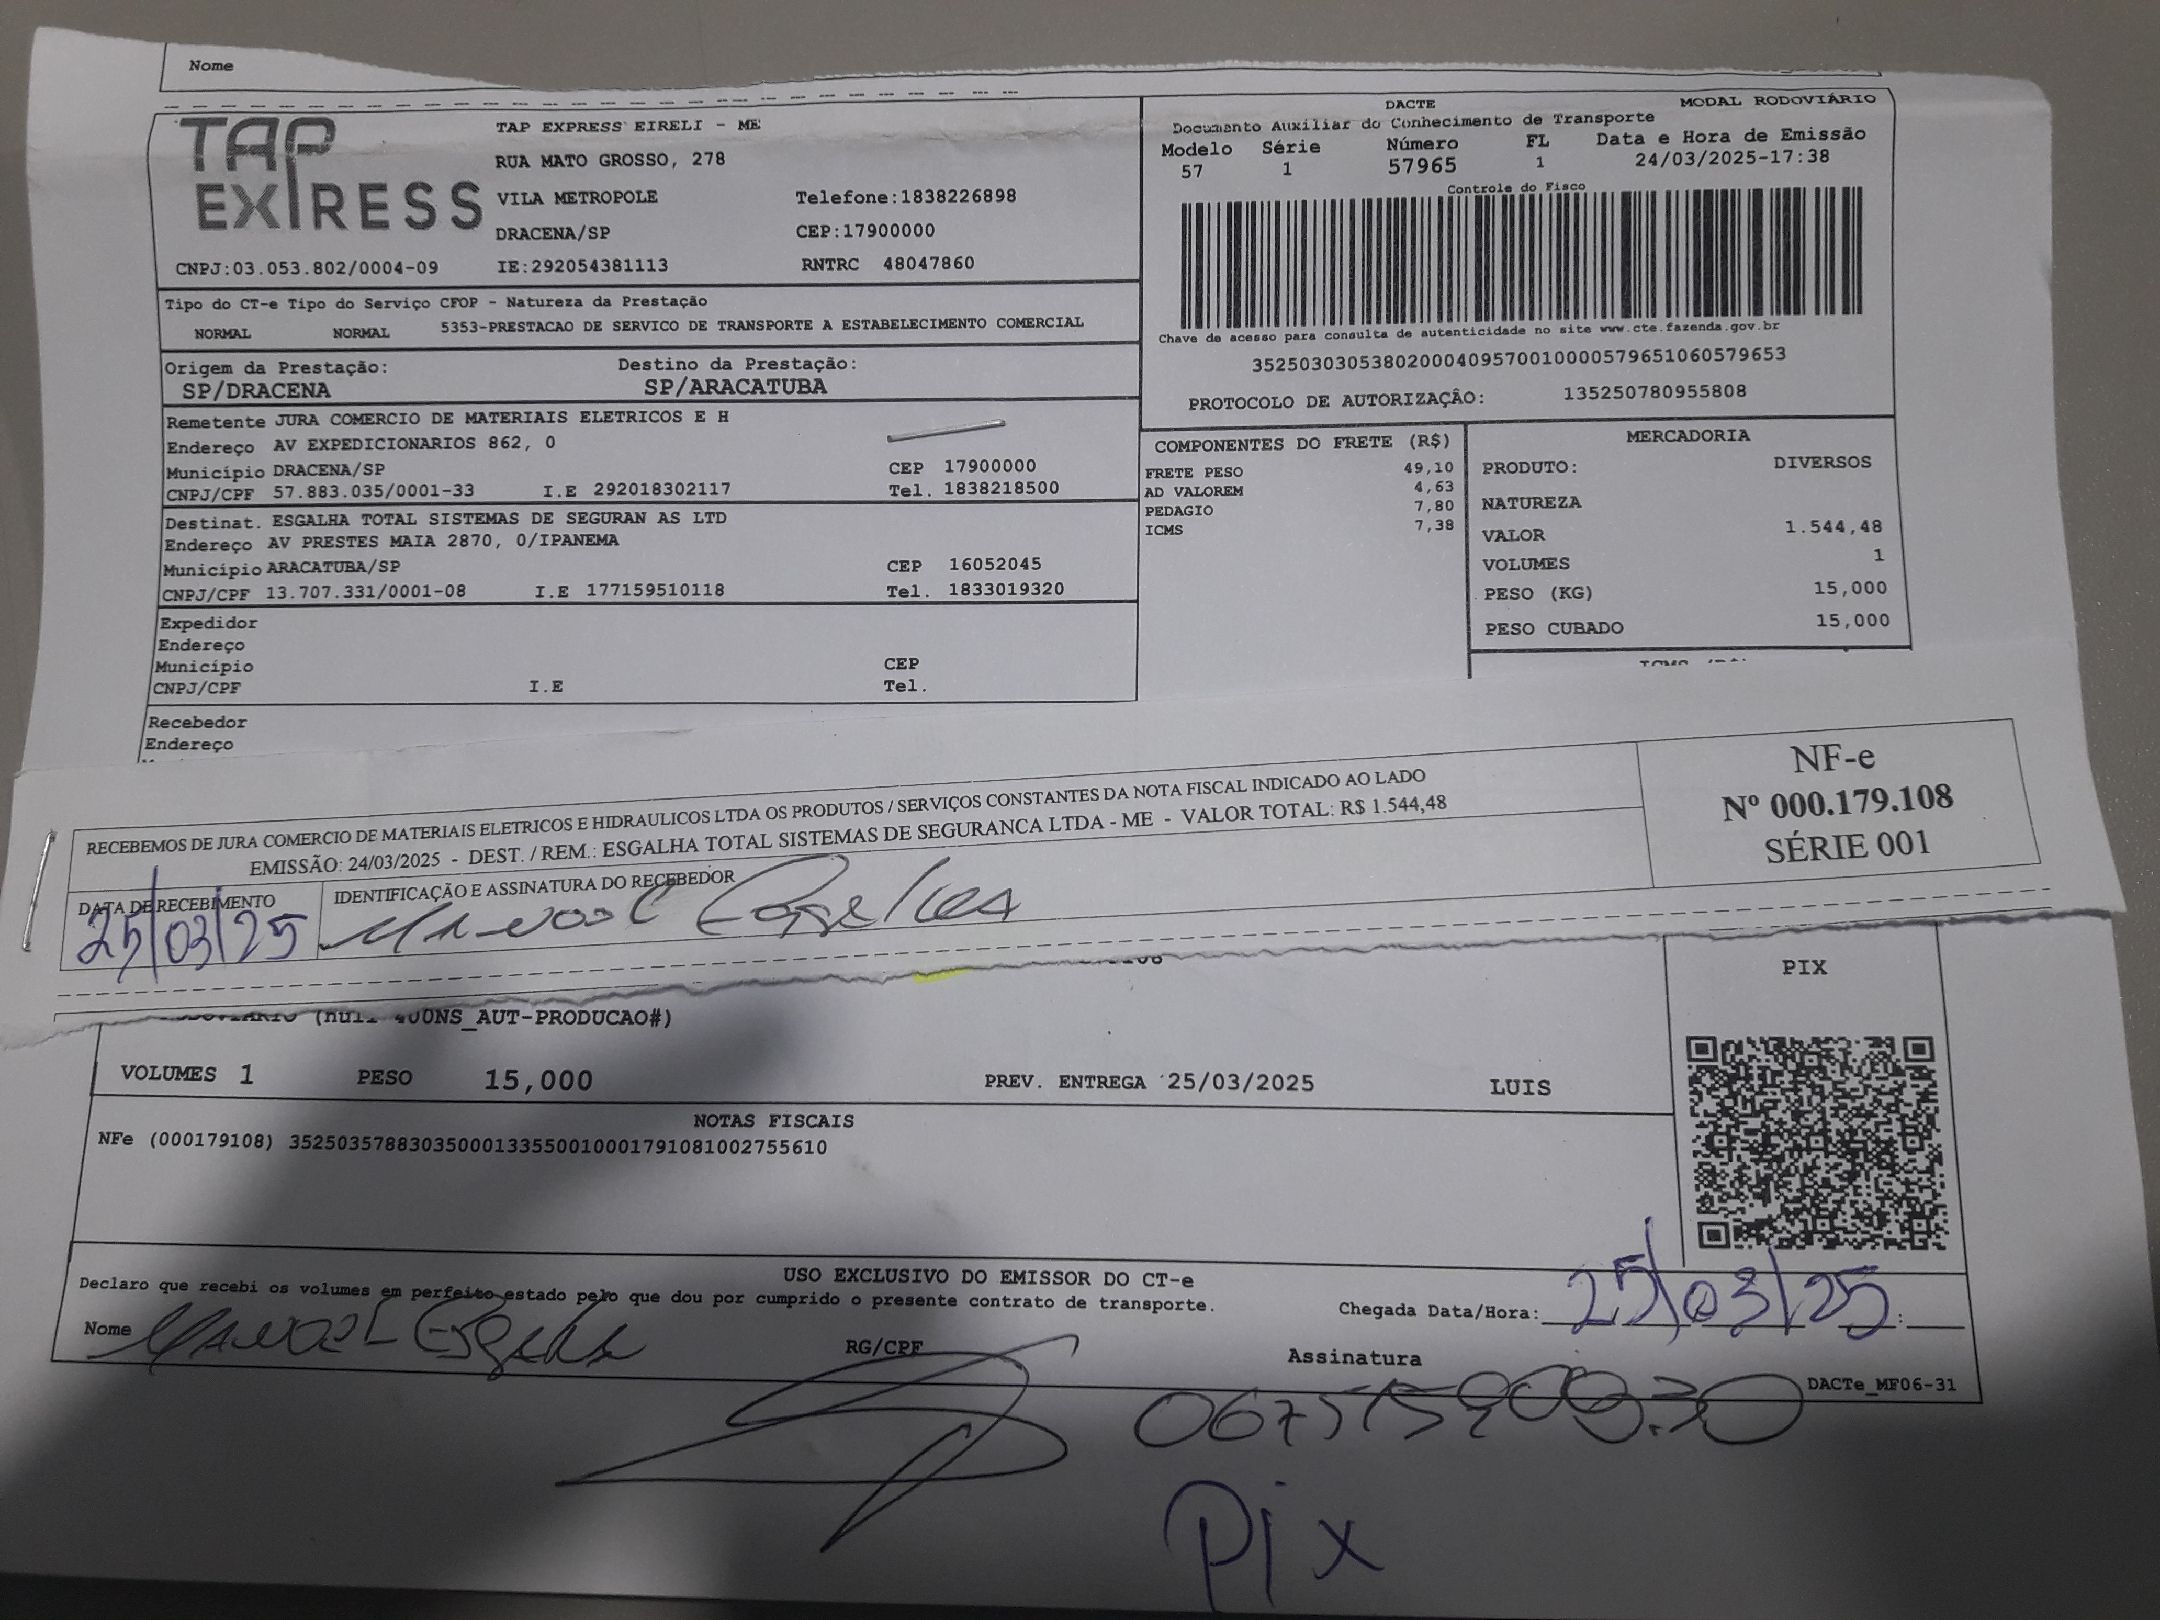 Nome
TAP EXPRESS
TAP EXPRESS EIRELI - ME
RUA MATO GROSSO, 278
VILA METROPOLE Telefone:1838226898
DRACENA/SP CEP:17900000
CNPJ:03.053.802/0004-09 IE:292054381113 RNTRC 48047860
DACTE MODAL RODOVIÁRIO
Documento Auxiliar do Conhecimento de Transporte
Modelo Série Número FL Data e Hora de Emissão
57 1 57965 1 24/03/2025-17:38
Controle do Fisco
Chave de acesso para consulta de autenticidade no site www.cte.fazenda.gov.br
35250303053802000409570010000579651060579653
PROTOCOLO DE AUTORIZAÇÂO: 135250780955808
Tipo do CT-e Tipo do Serviço CFOP - Natureza da Prestação
NORMAL NORMAL 5353-PRESTACAO DE SERVICO DE TRANSPORTE A ESTABELECIMENTO COMERCIAL
Origem da Prestação: Destino da Prestação:
SP/DRACENA SP/ARACATUBA
Remetente JURA COMERCIO DE MATERIAIS ELETRICOS E H
Endereço AV EXPEDICIONARIOS 862, 0
Município DRACENA/SP CEP 17900000
CNPJ/CPF 57.883.035/0001-33 I.E 292018302117 Tel. 1838218500
Destinat. ESGALHA TOTAL SISTEMAS DE SEGURAN AS LTD
Endereço AV PRESTES MAIA 2870, 0/IPANEMA
Município ARACATUBA/SP CEP 16052045
CNPJ/CPF 13.707.331/0001-08 I.E 177159510118 Tel. 1833019320
Expedidor
Endereço
Município CEP
CNPJ/CPF I.E Tel.
Recebedor
Endereço
COMPONENTES DO FRETE (R$)
FRETE PESO 49,10
AD VALOREM 4,63
PEDAGIO 7,80
ICMS 7,38
MERCADORIA
PRODUTO: DIVERSOS
NATUREZA
VALOR 1.544,48
VOLUMES 1
PESO (KG) 15,000
PESO CUBADO 15,000
RECEBEMOS DE JURA COMERCIO DE MATERIAIS ELETRICOS E HIDRAULICOS LTDA OS PRODUTOS / SERVIÇOS CONSTANTES DA NOTA FISCAL INDICADO AO LADO
EMISSÃO: 24/03/2025 - DEST. / REM.: ESGALHA TOTAL SISTEMAS DE SEGURANCA LTDA - ME - VALOR TOTAL: R$ 1.544,48
NF-e
Nº 000.179.108
SÉRIE 001
DATA DE RECEBIMENTO IDENTIFICAÇÃO E ASSINATURA DO RECEBEDOR
25/03/25 Manoel Esgalha
(null 400NS_AUT-PRODUCAO#)
VOLUMES 1 PESO 15,000 PREV. ENTREGA 25/03/2025 LUIS
PIX
NOTAS FISCAIS
NFe (000179108) 35250357883035000133550010001791081002755610
USO EXCLUSIVO DO EMISSOR DO CT-e
Declaro que recebi os volumes em perfeito estado pelo que dou por cumprido o presente contrato de transporte.
Chegada Data/Hora: 25/03/25 :
Nome Manoel Esgalha RG/CPF Assinatura
DACTe_MF06-31
Pix